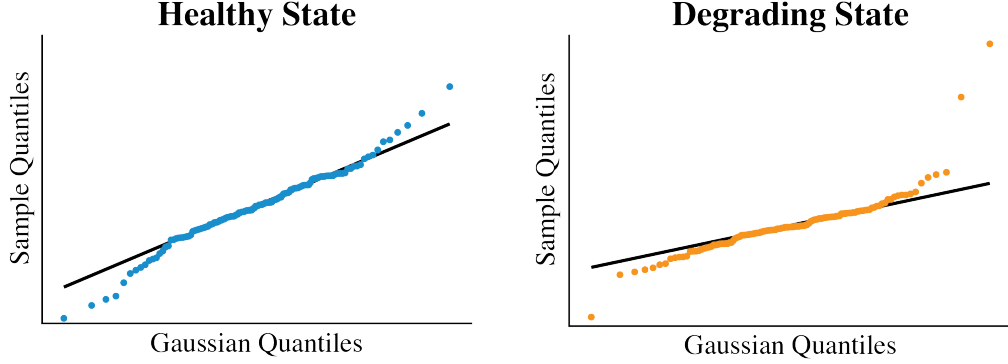 Healthy State
Sample Quantiles
Gaussian Quantiles
Degrading State
Sample Quantiles
Gaussian Quantiles